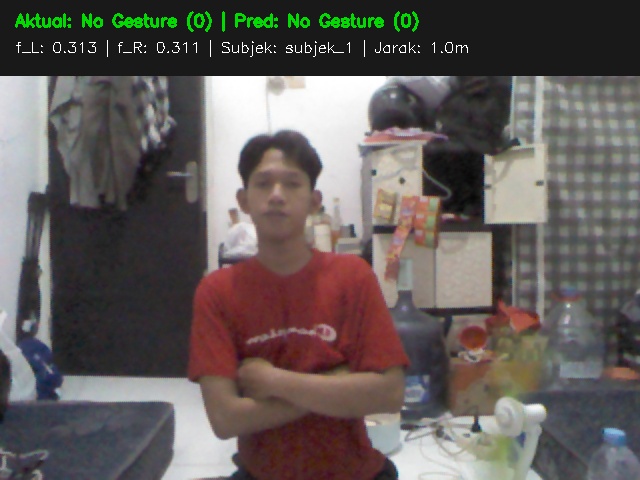 Aktual: No Gesture (0) | Pred: No Gesture (0)
f_L: 0.313 | f_R: 0.311 | Subjek: subjek_1 | Jarak: 1.0m
Champion